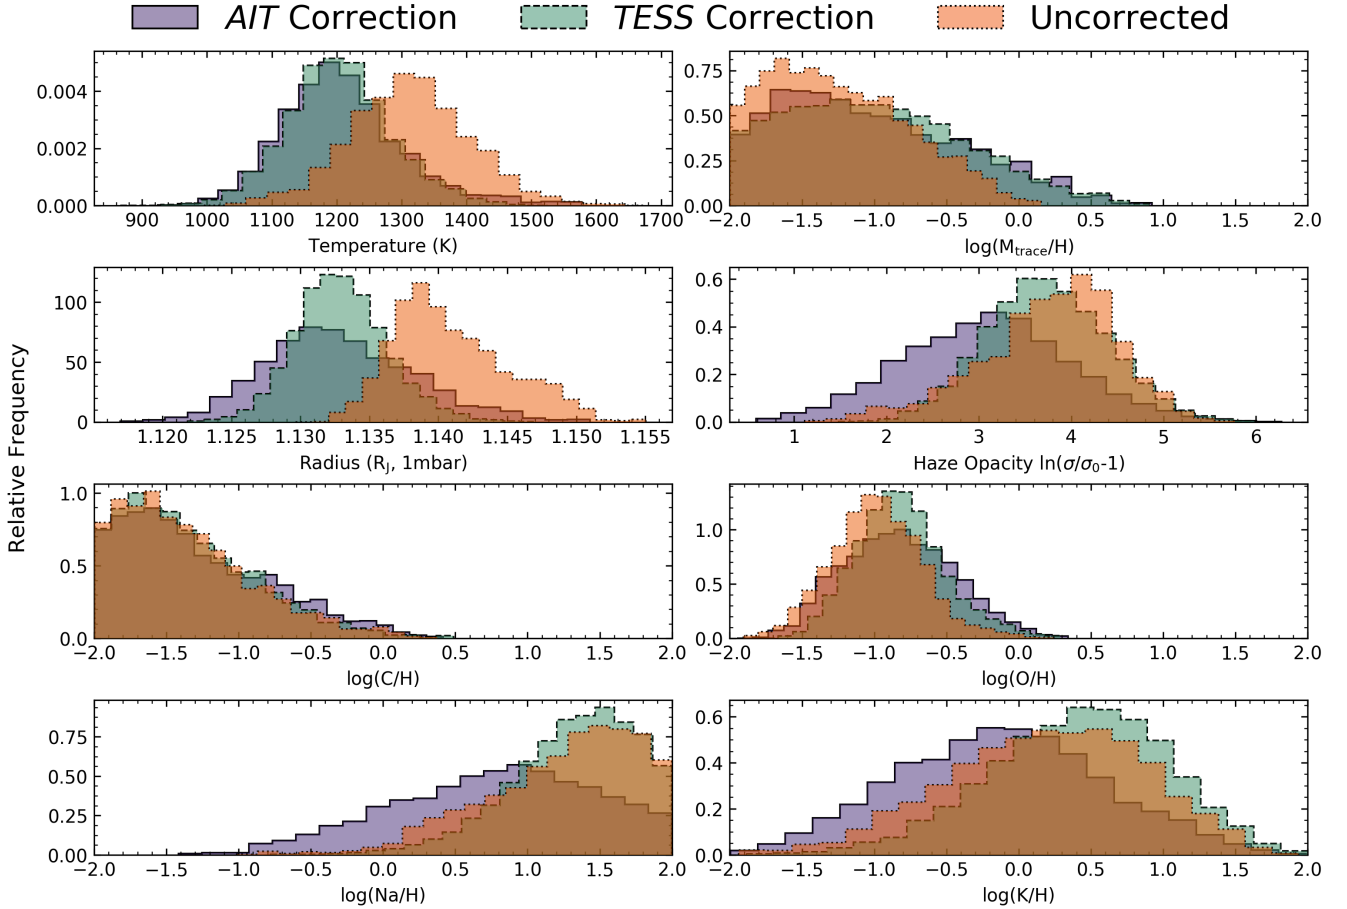 AIT Correction TESS Correction Uncorrected
0.004
0.002
0.000
900 1000 1100 1200 1300 1400 1500 1600 1700
Temperature (K)
0.75
0.50
0.25
0.00
−2.0 −1.5 −1.0 −0.5 0.0 0.5 1.0 1.5 2.0
log(Mtrace/H)
100
50
0
1.120 1.125 1.130 1.135 1.140 1.145 1.150 1.155
Radius (RJ, 1mbar)
0.6
0.4
0.2
0.0
1 2 3 4 5 6
Haze Opacity ln(σ/σ0-1)
Relative Frequency
1.0
0.5
0.0
−2.0 −1.5 −1.0 −0.5 0.0 0.5 1.0 1.5 2.0
log(C/H)
1.0
0.5
0.0
−2.0 −1.5 −1.0 −0.5 0.0 0.5 1.0 1.5 2.0
log(O/H)
0.75
0.50
0.25
0.00
−2.0 −1.5 −1.0 −0.5 0.0 0.5 1.0 1.5 2.0
log(Na/H)
0.6
0.4
0.2
0.0
−2.0 −1.5 −1.0 −0.5 0.0 0.5 1.0 1.5 2.0
log(K/H)